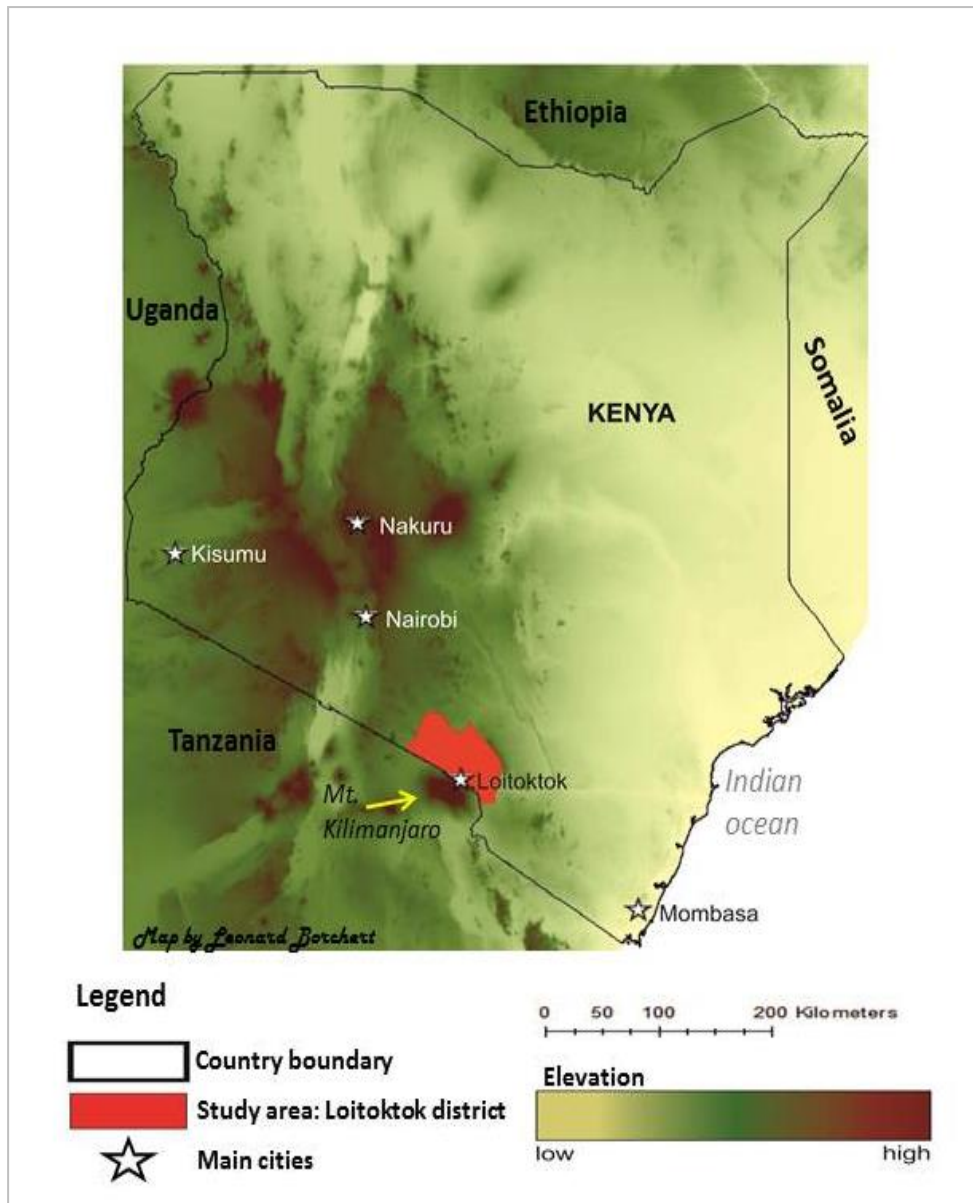 Ethiopia
Uganda
Somalia
KENYA
Nakuru
Kisumu
Nairobi
Tanzania
Loitoktok
Mt.
Kilimanjaro
Indian
ocean
Mombasa
Map by Leonard Borchert
Legend
0 50 100 200 Kilometers
Country boundary
Elevation
Study area: Loitoktok district
low high
Main cities